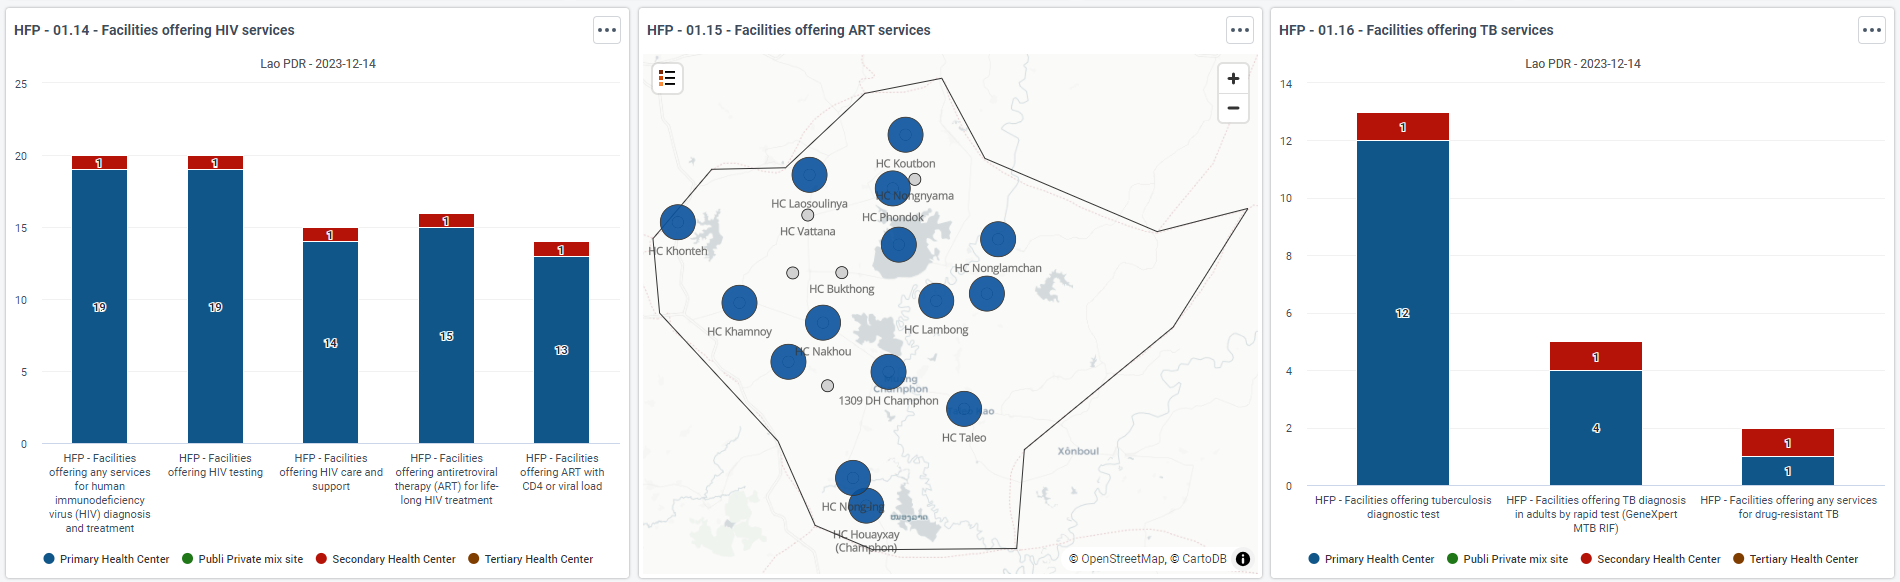 HFP - 01.14 - Facilities offering HIV services
Lao PDR - 2023-12-14
25
20
15
10
5
0
1
19
1
19
1
14
1
15
1
13
HFP - Facilities
offering any services
for human
immunodeficiency
virus (HIV) diagnosis
and treatment
HFP - Facilities
offering HIV testing
HFP - Facilities
offering HIV care and
support
HFP - Facilities
offering antiretroviral
therapy (ART) for life-
long HIV treatment
HFP - Facilities
offering ART with
CD4 or viral load
Primary Health Center
Publi Private mix site
Secondary Health Center
Tertiary Health Center
HFP - 01.15 - Facilities offering ART services
+
−
HC Koutbon
HC Laosoulinya
HC Nongnyama
HC Phondok
HC Vattana
HC Khonteh
HC Nonglamchan
HC Bukthong
HC Khamnoy
HC Lambong
HC Nakhou
Champhon
1309 DH Champhon
HC Taleo
Xônboul
HC Nong-ing
HC Houayxay
(Champhon)
© OpenStreetMap, © CartoDB
HFP - 01.16 - Facilities offering TB services
Lao PDR - 2023-12-14
14
12
10
8
6
4
2
0
1
12
1
4
1
1
HFP - Facilities offering tuberculosis
diagnostic test
HFP - Facilities offering TB diagnosis
in adults by rapid test (GeneXpert
MTB RIF)
HFP - Facilities offering any services
for drug-resistant TB
Primary Health Center
Publi Private mix site
Secondary Health Center
Tertiary Health Center